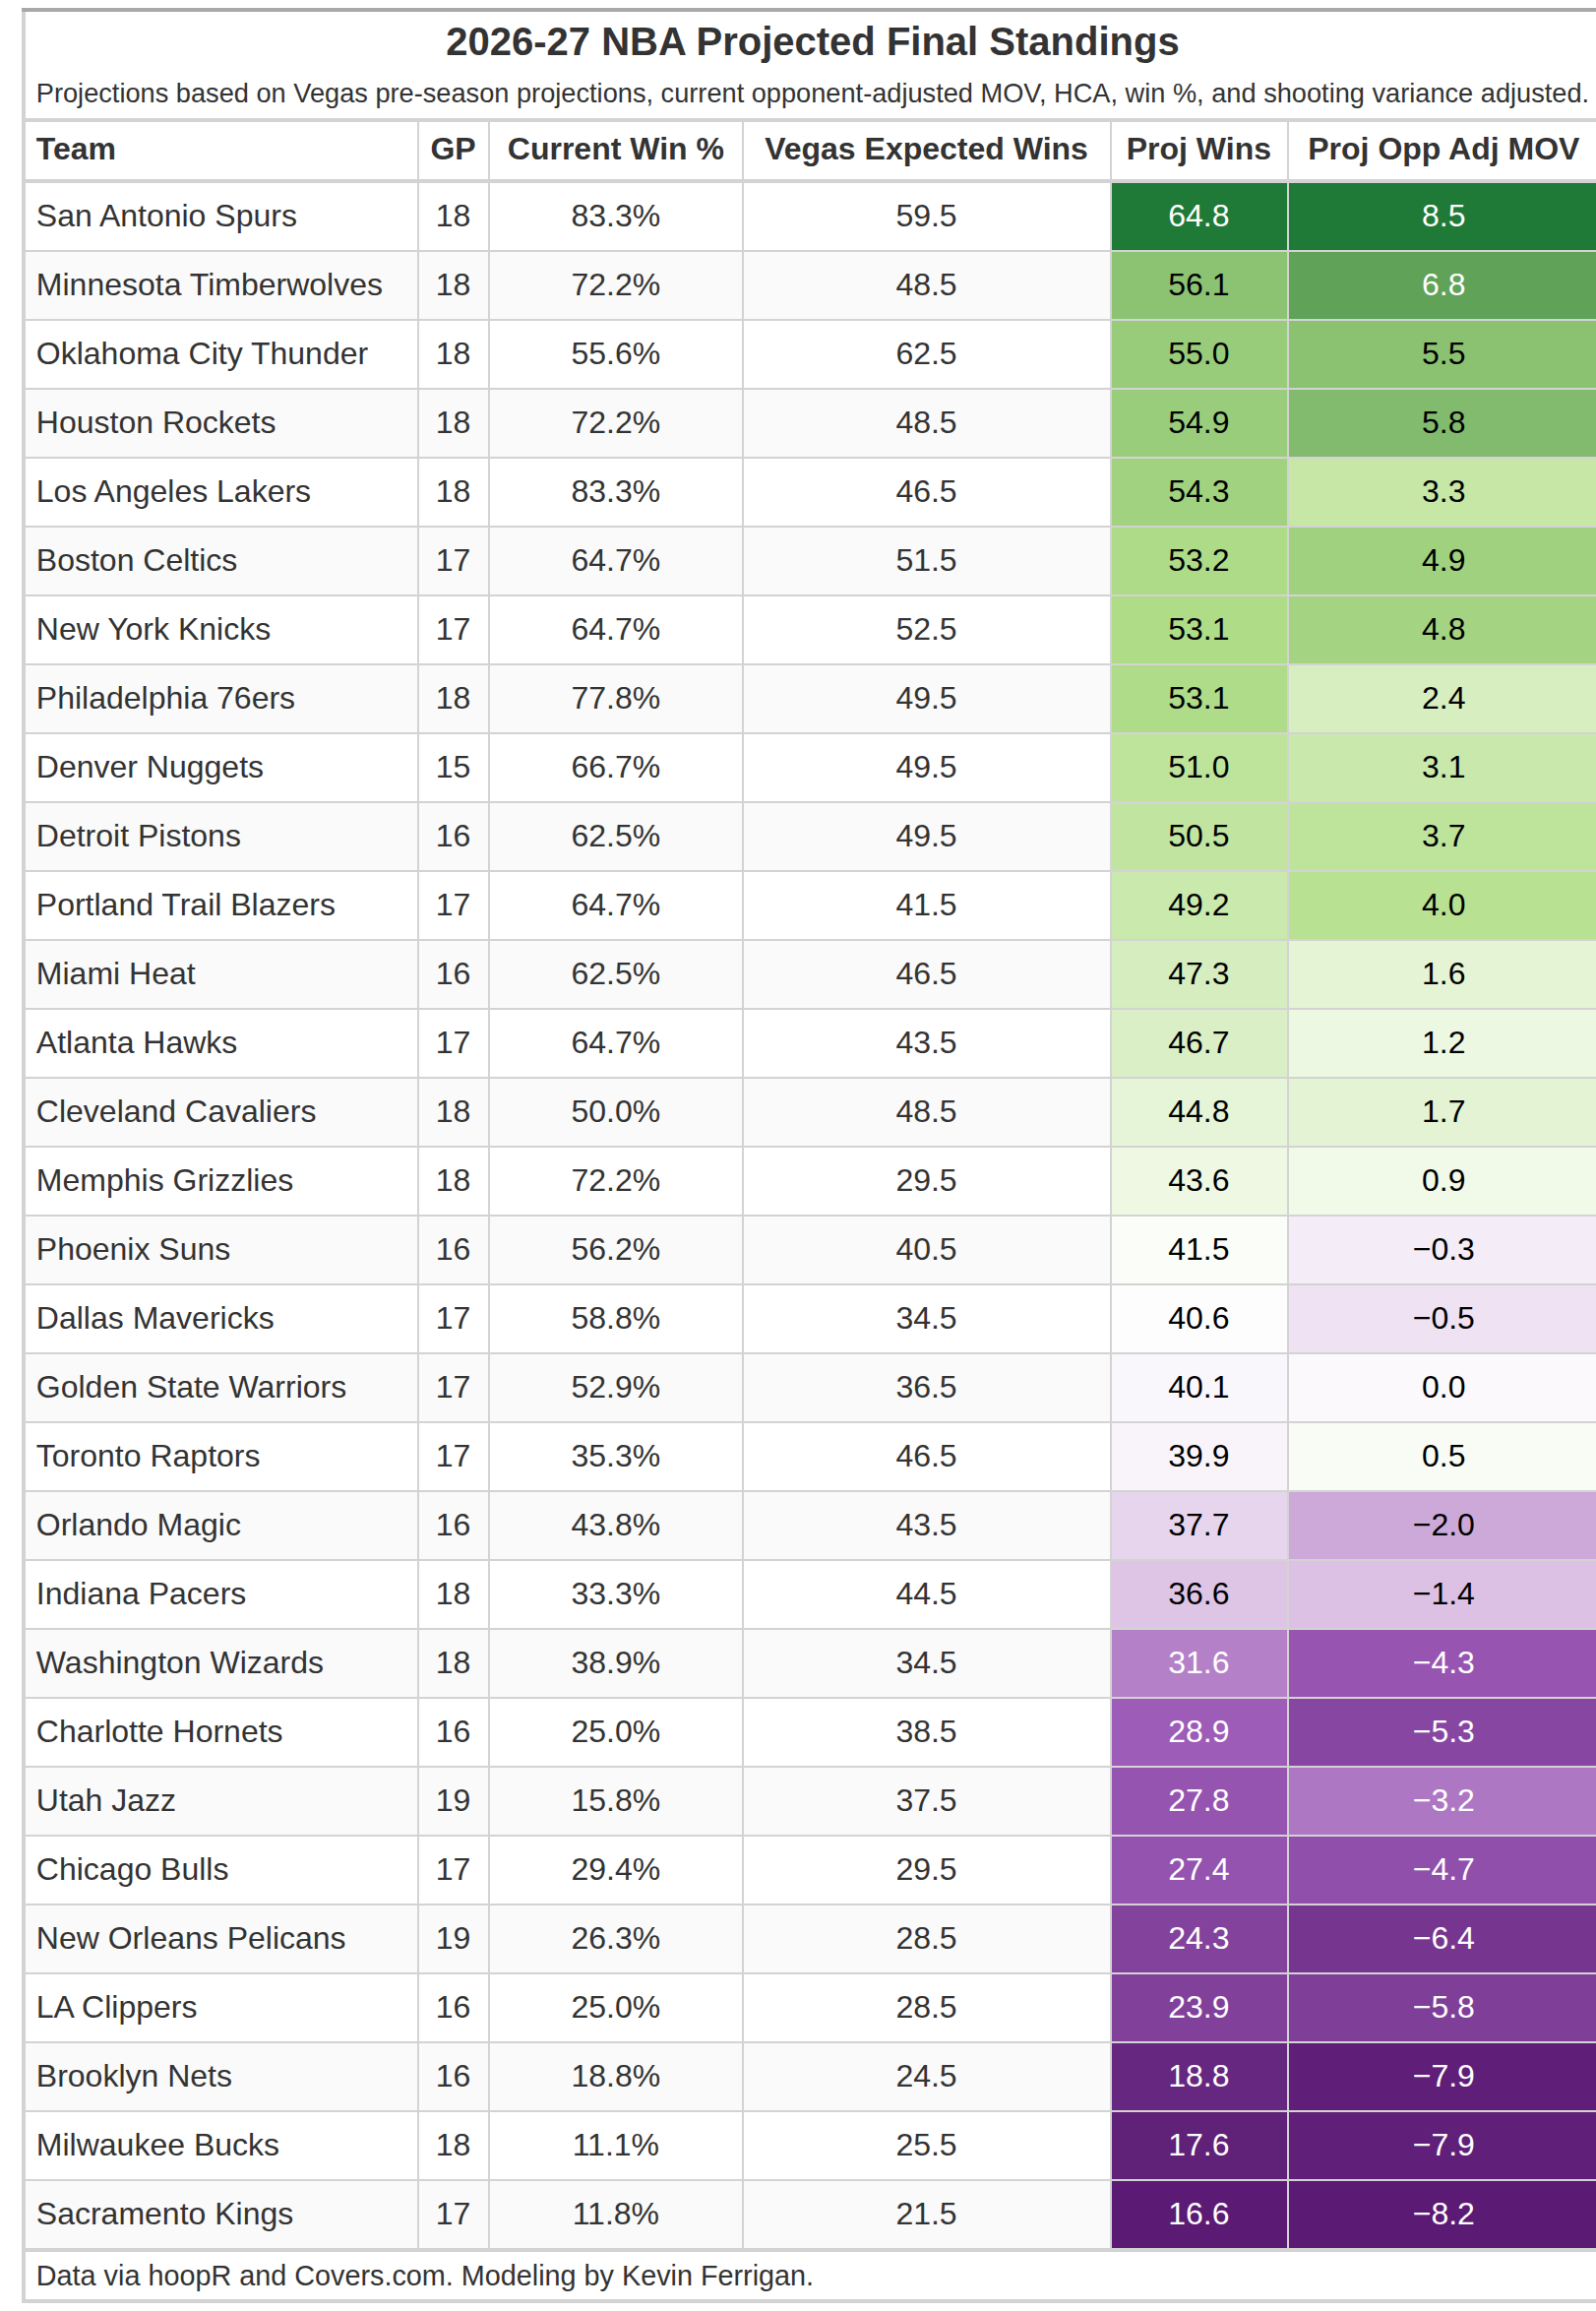 2026-27 NBA Projected Final Standings
Projections based on Vegas pre-season projections, current opponent-adjusted MOV, HCA, win %, and shooting variance adjusted.
Team GP Current Win % Vegas Expected Wins Proj Wins Proj Opp Adj MOV
San Antonio Spurs 18 83.3% 59.5 64.8 8.5
Minnesota Timberwolves 18 72.2% 48.5 56.1 6.8
Oklahoma City Thunder 18 55.6% 62.5 55.0 5.5
Houston Rockets 18 72.2% 48.5 54.9 5.8
Los Angeles Lakers 18 83.3% 46.5 54.3 3.3
Boston Celtics 17 64.7% 51.5 53.2 4.9
New York Knicks 17 64.7% 52.5 53.1 4.8
Philadelphia 76ers 18 77.8% 49.5 53.1 2.4
Denver Nuggets 15 66.7% 49.5 51.0 3.1
Detroit Pistons 16 62.5% 49.5 50.5 3.7
Portland Trail Blazers 17 64.7% 41.5 49.2 4.0
Miami Heat 16 62.5% 46.5 47.3 1.6
Atlanta Hawks 17 64.7% 43.5 46.7 1.2
Cleveland Cavaliers 18 50.0% 48.5 44.8 1.7
Memphis Grizzlies 18 72.2% 29.5 43.6 0.9
Phoenix Suns 16 56.2% 40.5 41.5 −0.3
Dallas Mavericks 17 58.8% 34.5 40.6 −0.5
Golden State Warriors 17 52.9% 36.5 40.1 0.0
Toronto Raptors 17 35.3% 46.5 39.9 0.5
Orlando Magic 16 43.8% 43.5 37.7 −2.0
Indiana Pacers 18 33.3% 44.5 36.6 −1.4
Washington Wizards 18 38.9% 34.5 31.6 −4.3
Charlotte Hornets 16 25.0% 38.5 28.9 −5.3
Utah Jazz 19 15.8% 37.5 27.8 −3.2
Chicago Bulls 17 29.4% 29.5 27.4 −4.7
New Orleans Pelicans 19 26.3% 28.5 24.3 −6.4
LA Clippers 16 25.0% 28.5 23.9 −5.8
Brooklyn Nets 16 18.8% 24.5 18.8 −7.9
Milwaukee Bucks 18 11.1% 25.5 17.6 −7.9
Sacramento Kings 17 11.8% 21.5 16.6 −8.2
Data via hoopR and Covers.com. Modeling by Kevin Ferrigan.